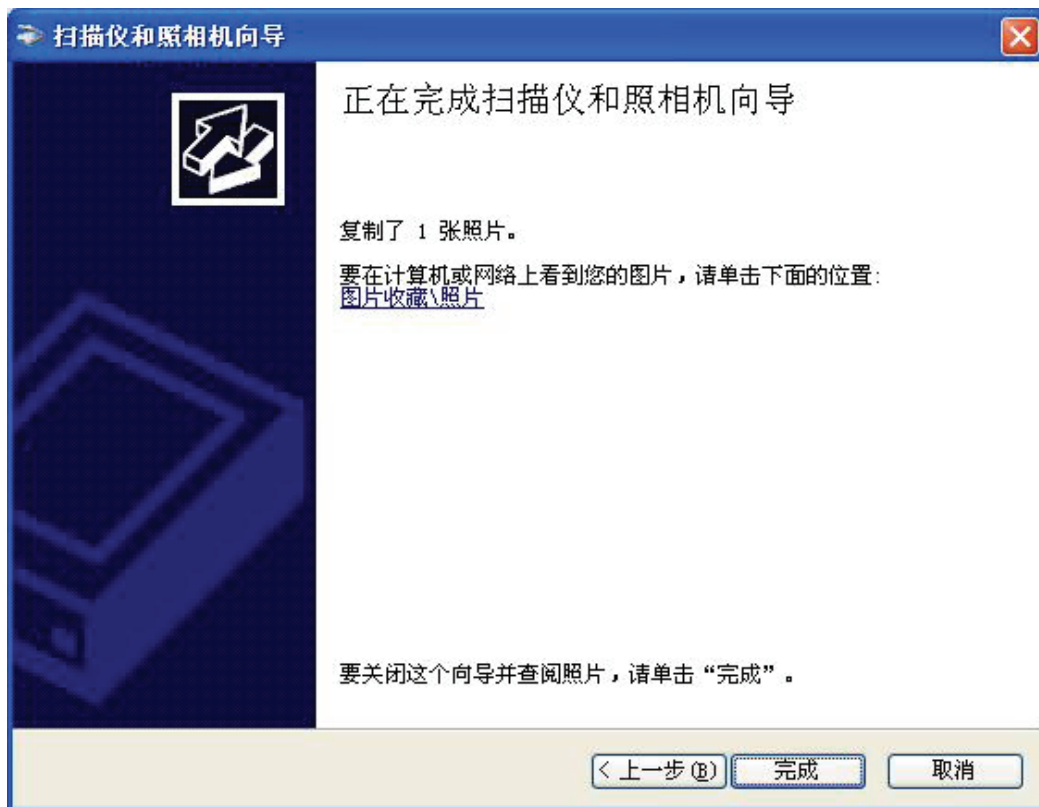 扫描仪和照相机向导
正在完成扫描仪和照相机向导
复制了 1 张照片。
要在计算机或网络上看到您的图片，请单击下面的位置:
图片收藏\照片
要关闭这个向导并查阅照片，请单击“完成”。
< 上一步(B)
完成
取消